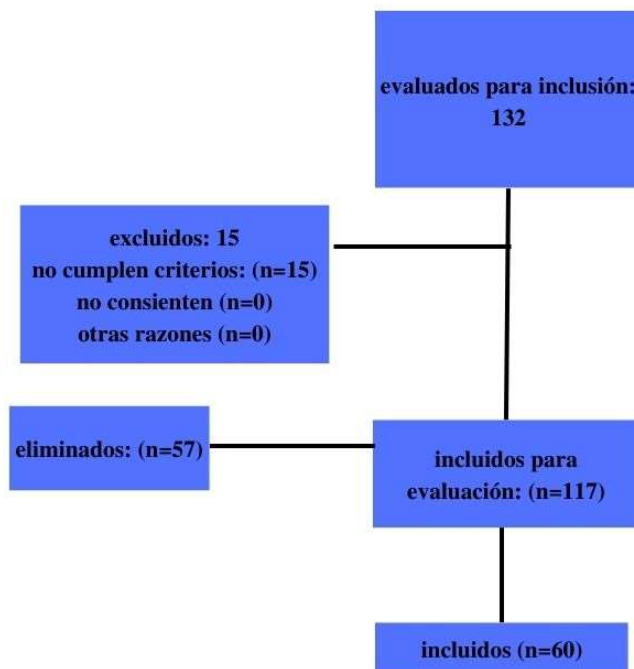 evaluados para inclusión:
132
excluidos: 15
no cumplen criterios: (n=15)
no consienten (n=0)
otras razones (n=0)
eliminados: (n=57)
incluidos para
evaluación: (n=117)
incluidos (n=60)